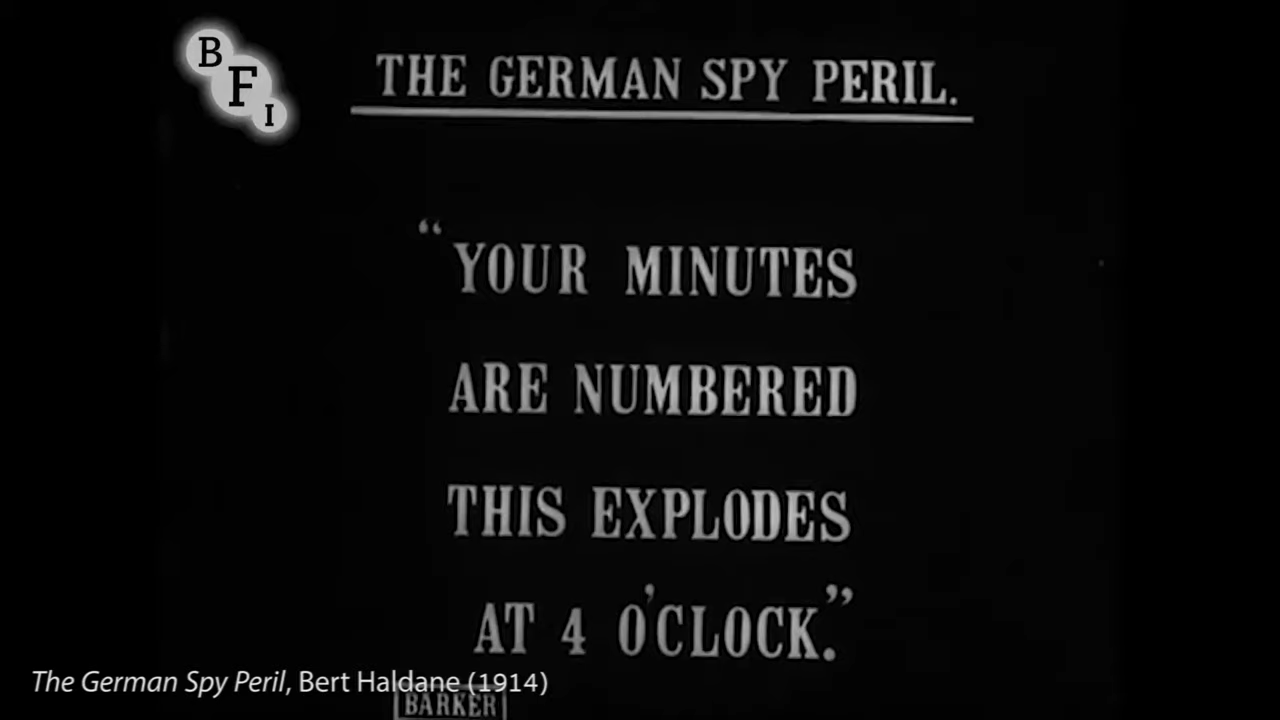 BFI
THE GERMAN SPY PERIL.
“YOUR MINUTES
ARE NUMBERED
THIS EXPLODES
AT 4 O'CLOCK.”
The German Spy Peril, Bert Haldane (1914)
BARKER